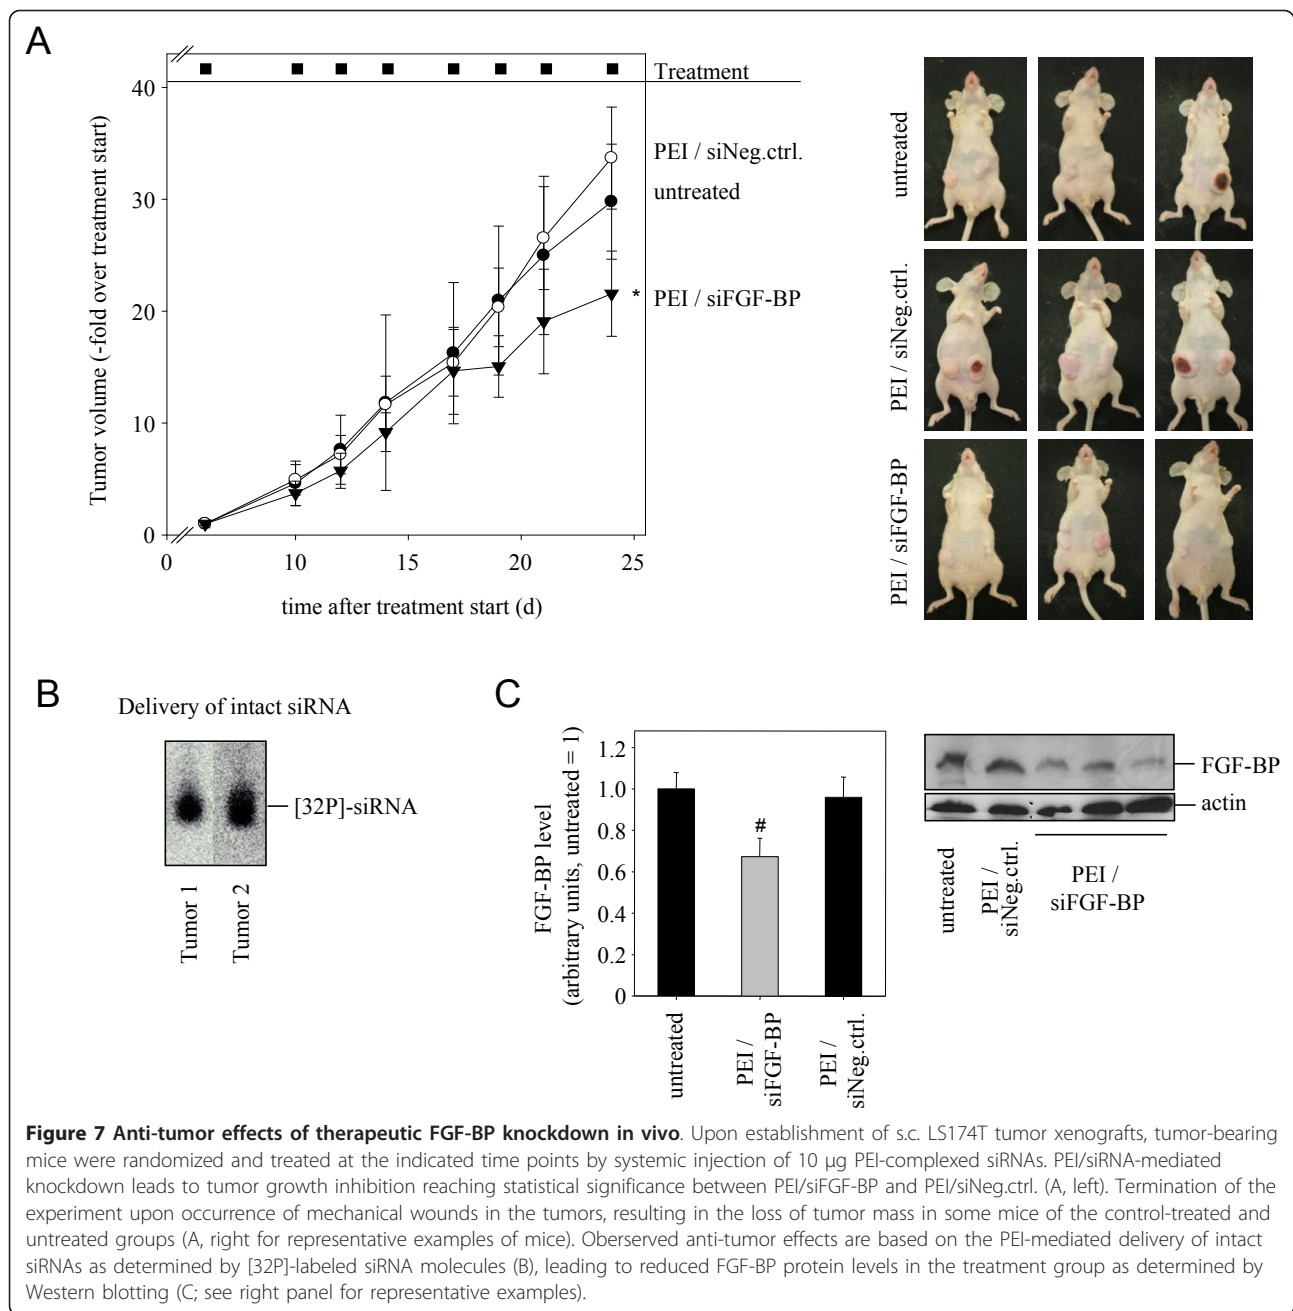 A
Treatment
40
30
20
10
0
Tumor volume (-fold over treatment start)
0 10 15 20 25
time after treatment start (d)
PEI / siNeg.ctrl.
untreated
* PEI / siFGF-BP
untreated
PEI / siNeg.ctrl.
PEI / siFGF-BP
B
Delivery of intact siRNA
[32P]-siRNA
Tumor 1
Tumor 2
C
FGF-BP level
(arbitrary units, untreated = 1)
1.2
1.0
0.8
0.6
0.4
0.2
0
#
untreated
PEI /
siFGF-BP
PEI /
siNeg.ctrl.
FGF-BP
actin
untreated
PEI /
siNeg.ctrl.
PEI /
siFGF-BP
Figure 7 Anti-tumor effects of therapeutic FGF-BP knockdown in vivo. Upon establishment of s.c. LS174T tumor xenografts, tumor-bearing
mice were randomized and treated at the indicated time points by systemic injection of 10 μg PEI-complexed siRNAs. PEI/siRNA-mediated
knockdown leads to tumor growth inhibition reaching statistical significance between PEI/siFGF-BP and PEI/siNeg.ctrl. (A, left). Termination of the
experiment upon occurrence of mechanical wounds in the tumors, resulting in the loss of tumor mass in some mice of the control-treated and
untreated groups (A, right for representative examples of mice). Oberserved anti-tumor effects are based on the PEI-mediated delivery of intact
siRNAs as determined by [32P]-labeled siRNA molecules (B), leading to reduced FGF-BP protein levels in the treatment group as determined by
Western blotting (C; see right panel for representative examples).